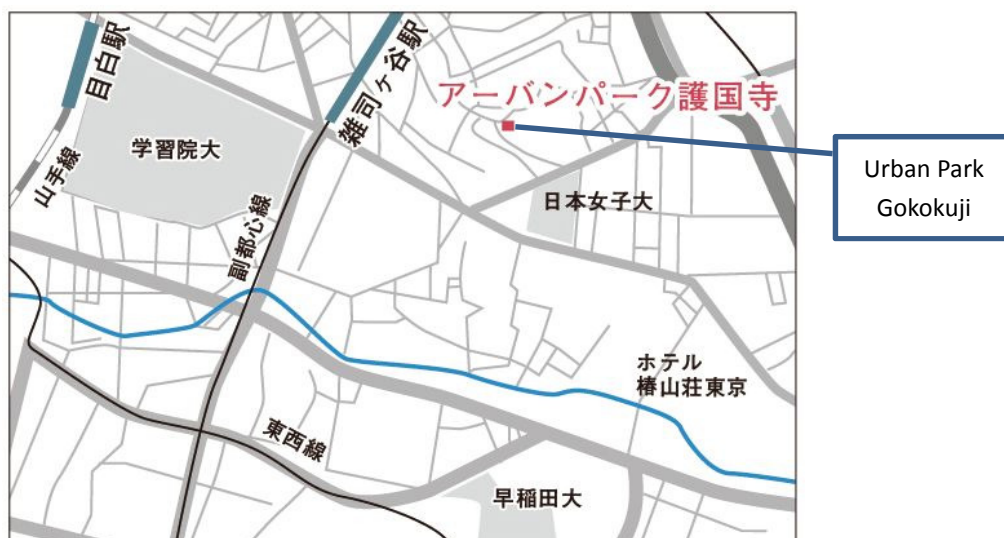 目白駅
雑司ヶ谷駅
アーバンパーク護国寺
Urban Park
Gokokuji
学習院大
山手線
日本女子大
副都心線
ホテル
椿山荘東京
東西線
早稲田大